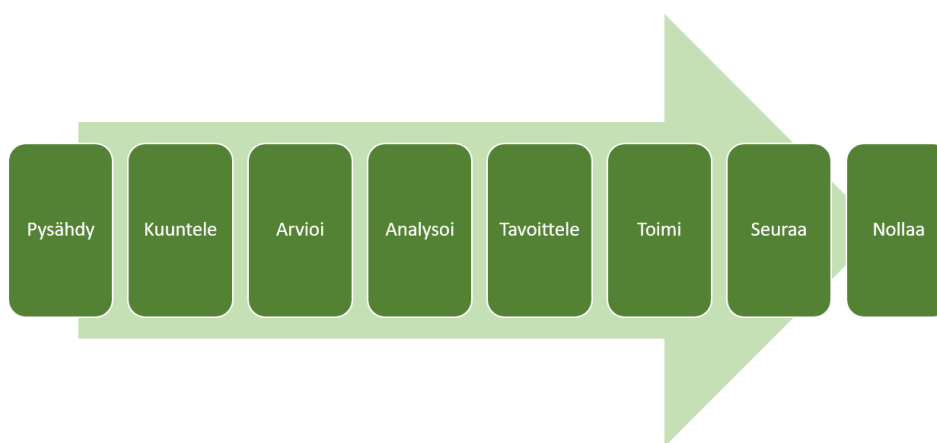 Pysähdy
Kuuntele
Arvioi
Analysoi
Tavoittele
Toimi
Seuraa
Nollaa